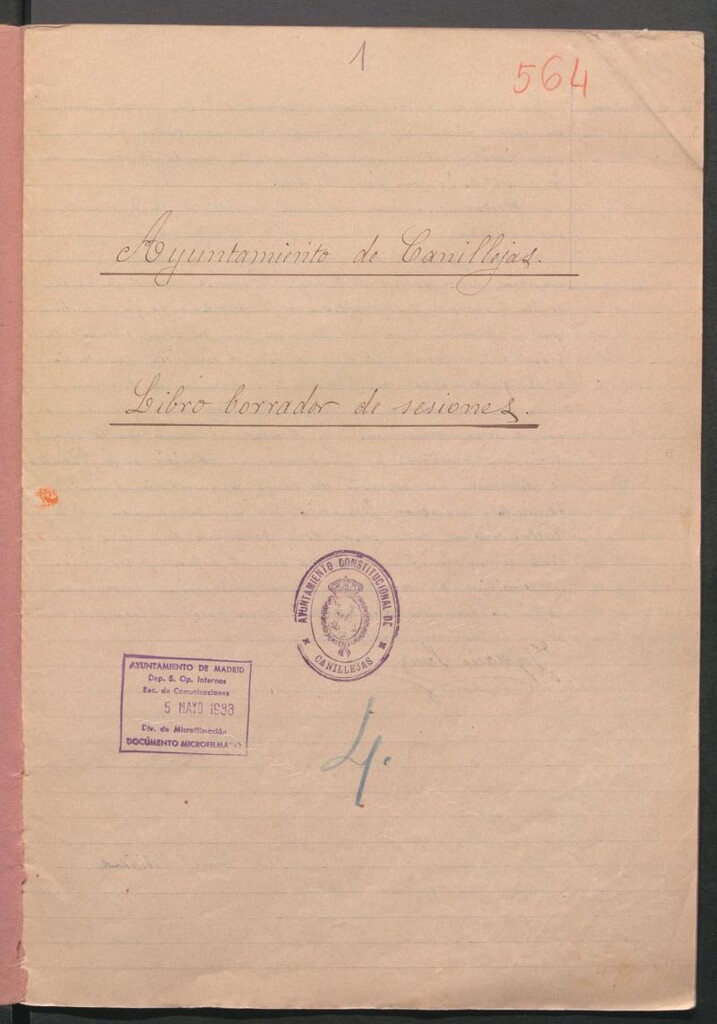 1
564
Ayuntamiento de Canillejas.
Libro borrador de sesiones.
AYUNTAMIENTO CONSTITUCIONAL DE
CANILLEJAS
AYUNTAMIENTO DE MADRID
Dep. S. Op. Internos
Sec. de Comunicaciones
5 MAYO 1988
Div. de Microfilmación
DOCUMENTO MICROFILMADO
4.